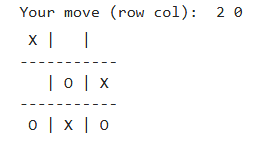 Your move (row col):  2 0
 X |   |
-----------
   | O | X
-----------
 O | X | O